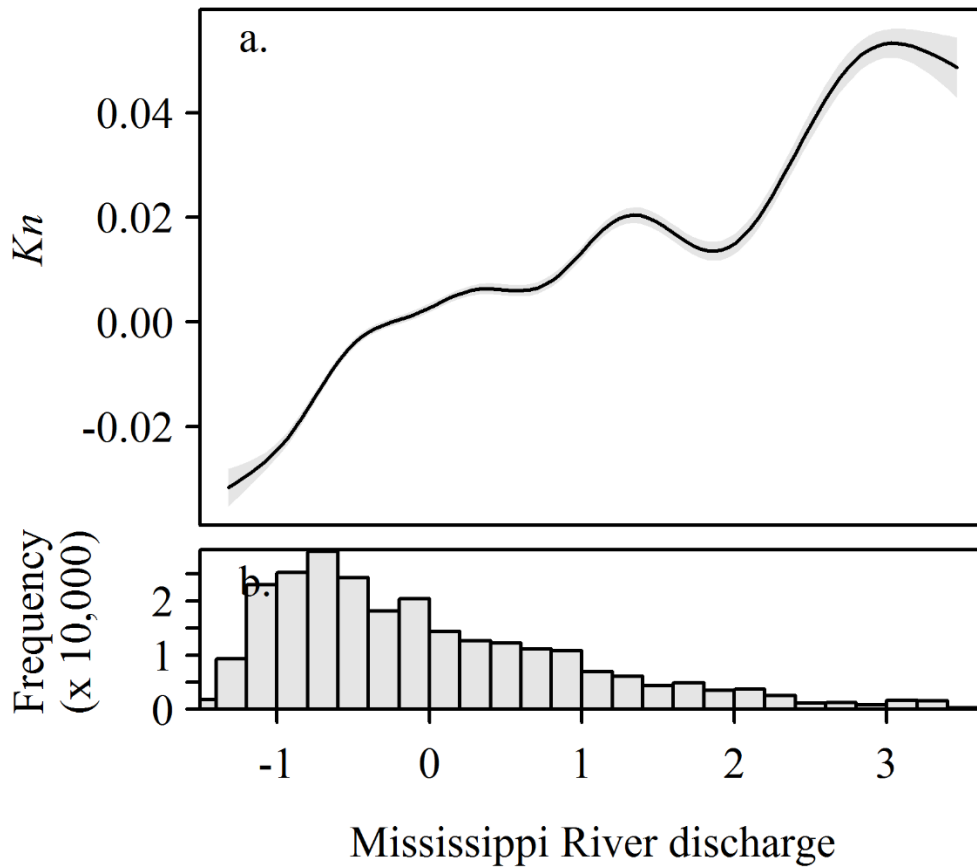 a.
Kn
0.04
0.02
0.00
-0.02
b.
Frequency
(x 10,000)
2
1
0
-1 0 1 2 3
Mississippi River discharge